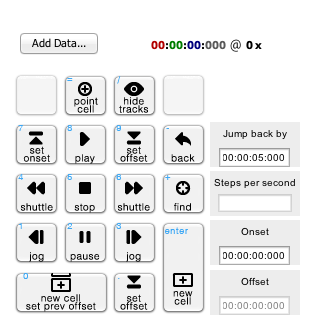 Add Data...
00:00:00:000 @ 0 x
= / 
point cell
hide tracks
7 8 9 -
set onset
play
set offset
back
Jump back by
00:00:05:000
4 5 6 +
shuttle
stop
shuttle
find
Steps per second
1 2 3 enter
jog
pause
jog
Onset
00:00:00:000
0 .
new cell
set prev offset
set offset
new cell
Offset
00:00:00:000